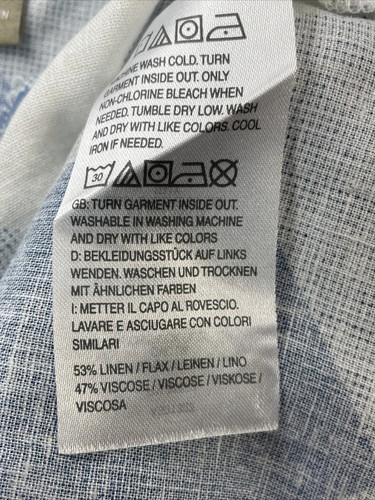 N
MACHINE WASH COLD. TURN
GARMENT INSIDE OUT. ONLY
NON-CHLORINE BLEACH WHEN
NEEDED. TUMBLE DRY LOW. WASH
AND DRY WITH LIKE COLORS. COOL
IRON IF NEEDED.
30
GB: TURN GARMENT INSIDE OUT.
WASHABLE IN WASHING MACHINE
AND DRY WITH LIKE COLORS
D: BEKLEIDUNGSSTÜCK AUF LINKS
WENDEN. WASCHEN UND TROCKNEN
MIT ÄHNLICHEN FARBEN
I: METTER IL CAPO AL ROVESCIO.
LAVARE E ASCIUGARE CON COLORI
SIMILARI
53% LINEN / FLAX / LEINEN / LINO
47% VISCOSE / VISCOSE / VISKOSE /
VISCOSA